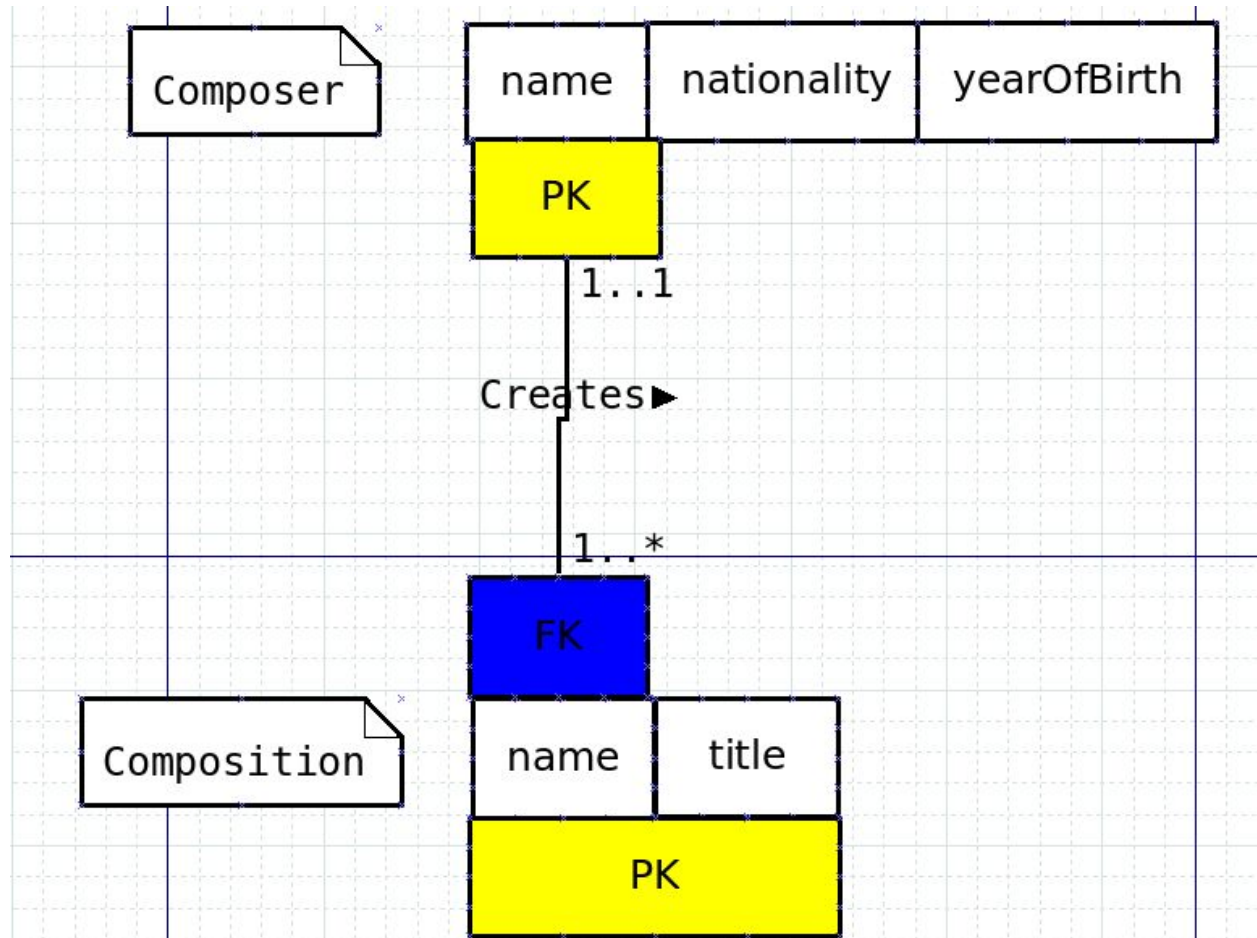 Composer
name nationality yearOfBirth
PK
1..1
Creates▶
1..*
FK
Composition
name title
PK